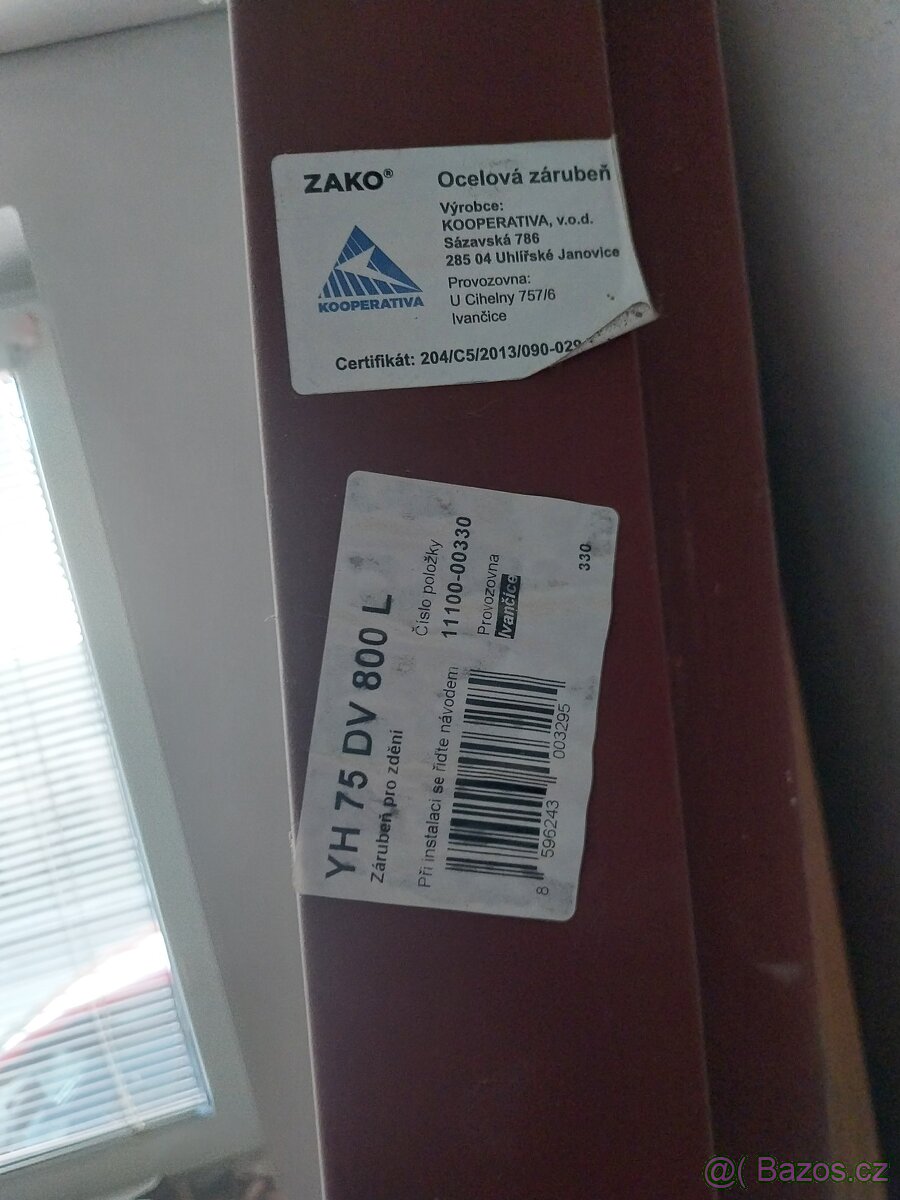 ZAKO®
Ocelová zárubeň
Výrobce:
KOOPERATIVA, v.o.d.
Sázavská 786
285 04 Uhlířské Janovice
Provozovna:
U Cihelny 757/6
Ivančice
KOOPERATIVA
Certifikát: 204/C5/2013/090-029
YH 75 DV 800 L
Zárubeň pro zdění
Při instalaci se řiďte návodem
Číslo položky
11100-00330
Provozovna
Ivančice
8 596243 003295
330
@( Bazos.cz